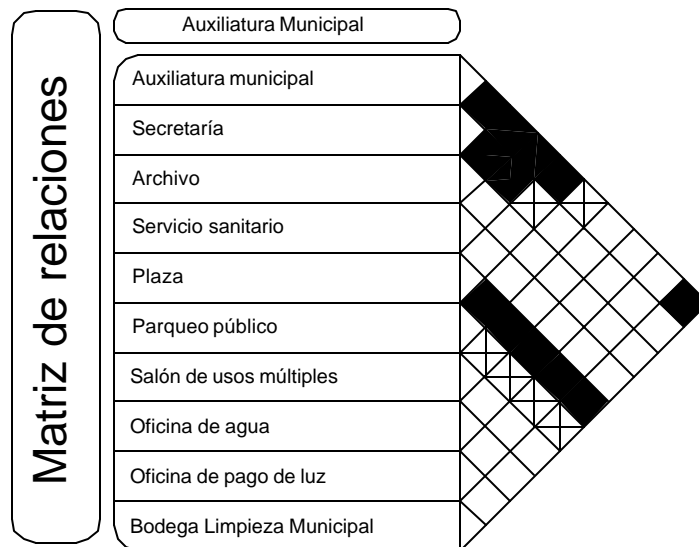 Matriz de relaciones
Auxiliatura Municipal
Auxiliatura municipal
Secretaría
Archivo
Servicio sanitario
Plaza
Parqueo público
Salón de usos múltiples
Oficina de agua
Oficina de pago de luz
Bodega Limpieza Municipal